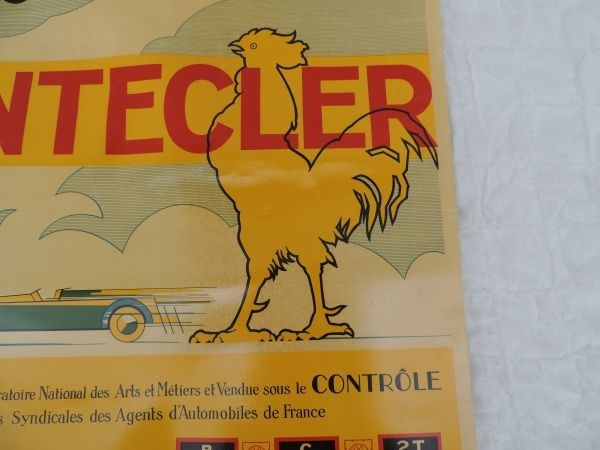 NTECLER
ratoire National des Arts et Métiers et Vendue sous le CONTRÔLE
s Syndicales des Agents d'Automobiles de France
B C 2T